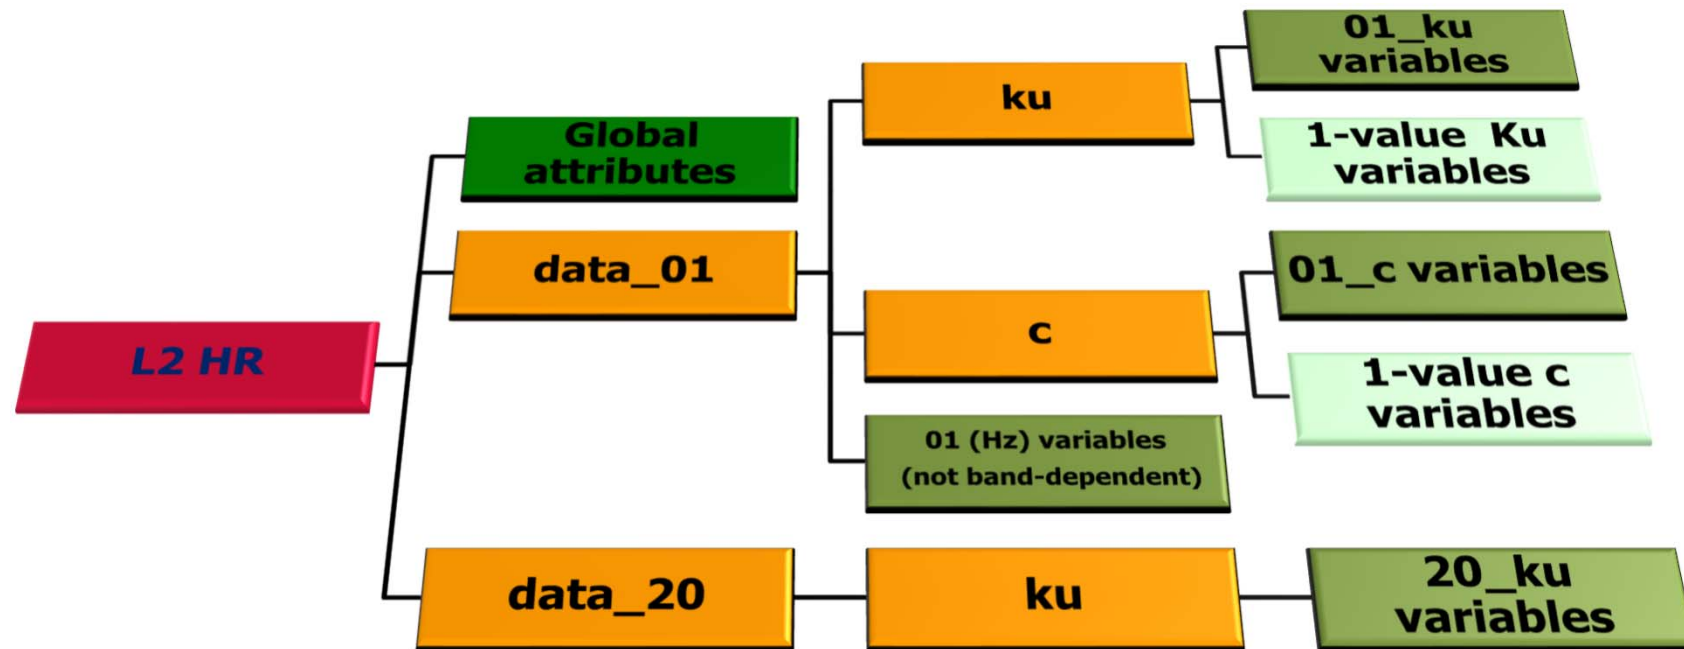 L2 HR
Global
attributes
data_01
ku
01_ku
variables
1-value Ku
variables
c
01_c variables
1-value c
variables
01 (Hz) variables
(not band-dependent)
data_20
ku
20_ku
variables